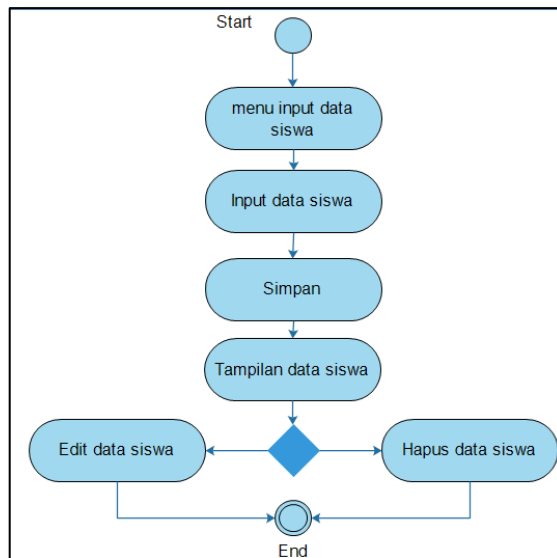 Start
menu input data
siswa
Input data siswa
Simpan
Tampilan data siswa
Edit data siswa
Hapus data siswa
End